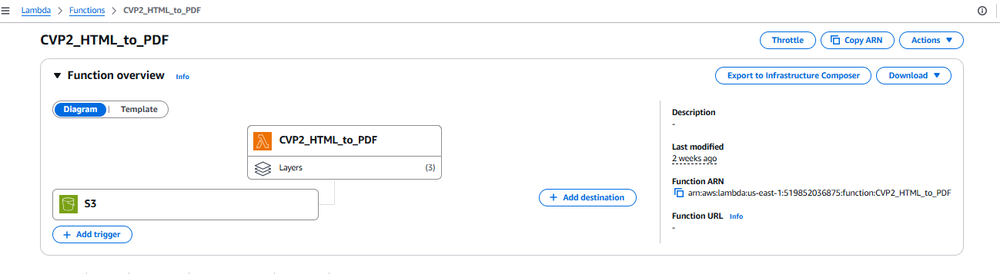 Lambda > Functions > CVP2_HTML_to_PDF
CVP2_HTML_to_PDF
Throttle
Copy ARN
Actions
Function overview Info
Export to Infrastructure Composer
Download
Diagram | Template
CVP2_HTML_to_PDF
Layers (3)
S3
+ Add trigger
+ Add destination
Description
-
Last modified
2 weeks ago
Function ARN
arn:aws:lambda:us-east-1:519852036875:function:CVP2_HTML_to_PDF
Function URL Info
-